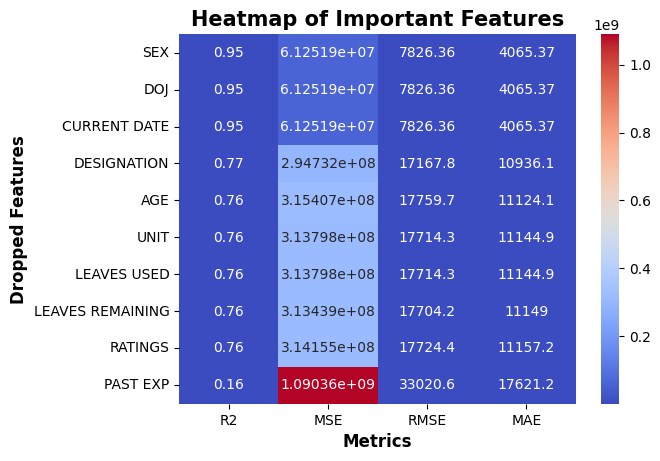 Heatmap of Important Features
1e9
SEX 0.95 6.12519e+07 7826.36 4065.37
DOJ 0.95 6.12519e+07 7826.36 4065.37
CURRENT DATE 0.95 6.12519e+07 7826.36 4065.37
DESIGNATION 0.77 2.94732e+08 17167.8 10936.1
AGE 0.76 3.15407e+08 17759.7 11124.1
UNIT 0.76 3.13798e+08 17714.3 11144.9
LEAVES USED 0.76 3.13798e+08 17714.3 11144.9
LEAVES REMAINING 0.76 3.13439e+08 17704.2 11149
RATINGS 0.76 3.14155e+08 17724.4 11157.2
PAST EXP 0.16 1.09036e+09 33020.6 17621.2
R2 MSE RMSE MAE
Metrics
Dropped Features
1.0
0.8
0.6
0.4
0.2